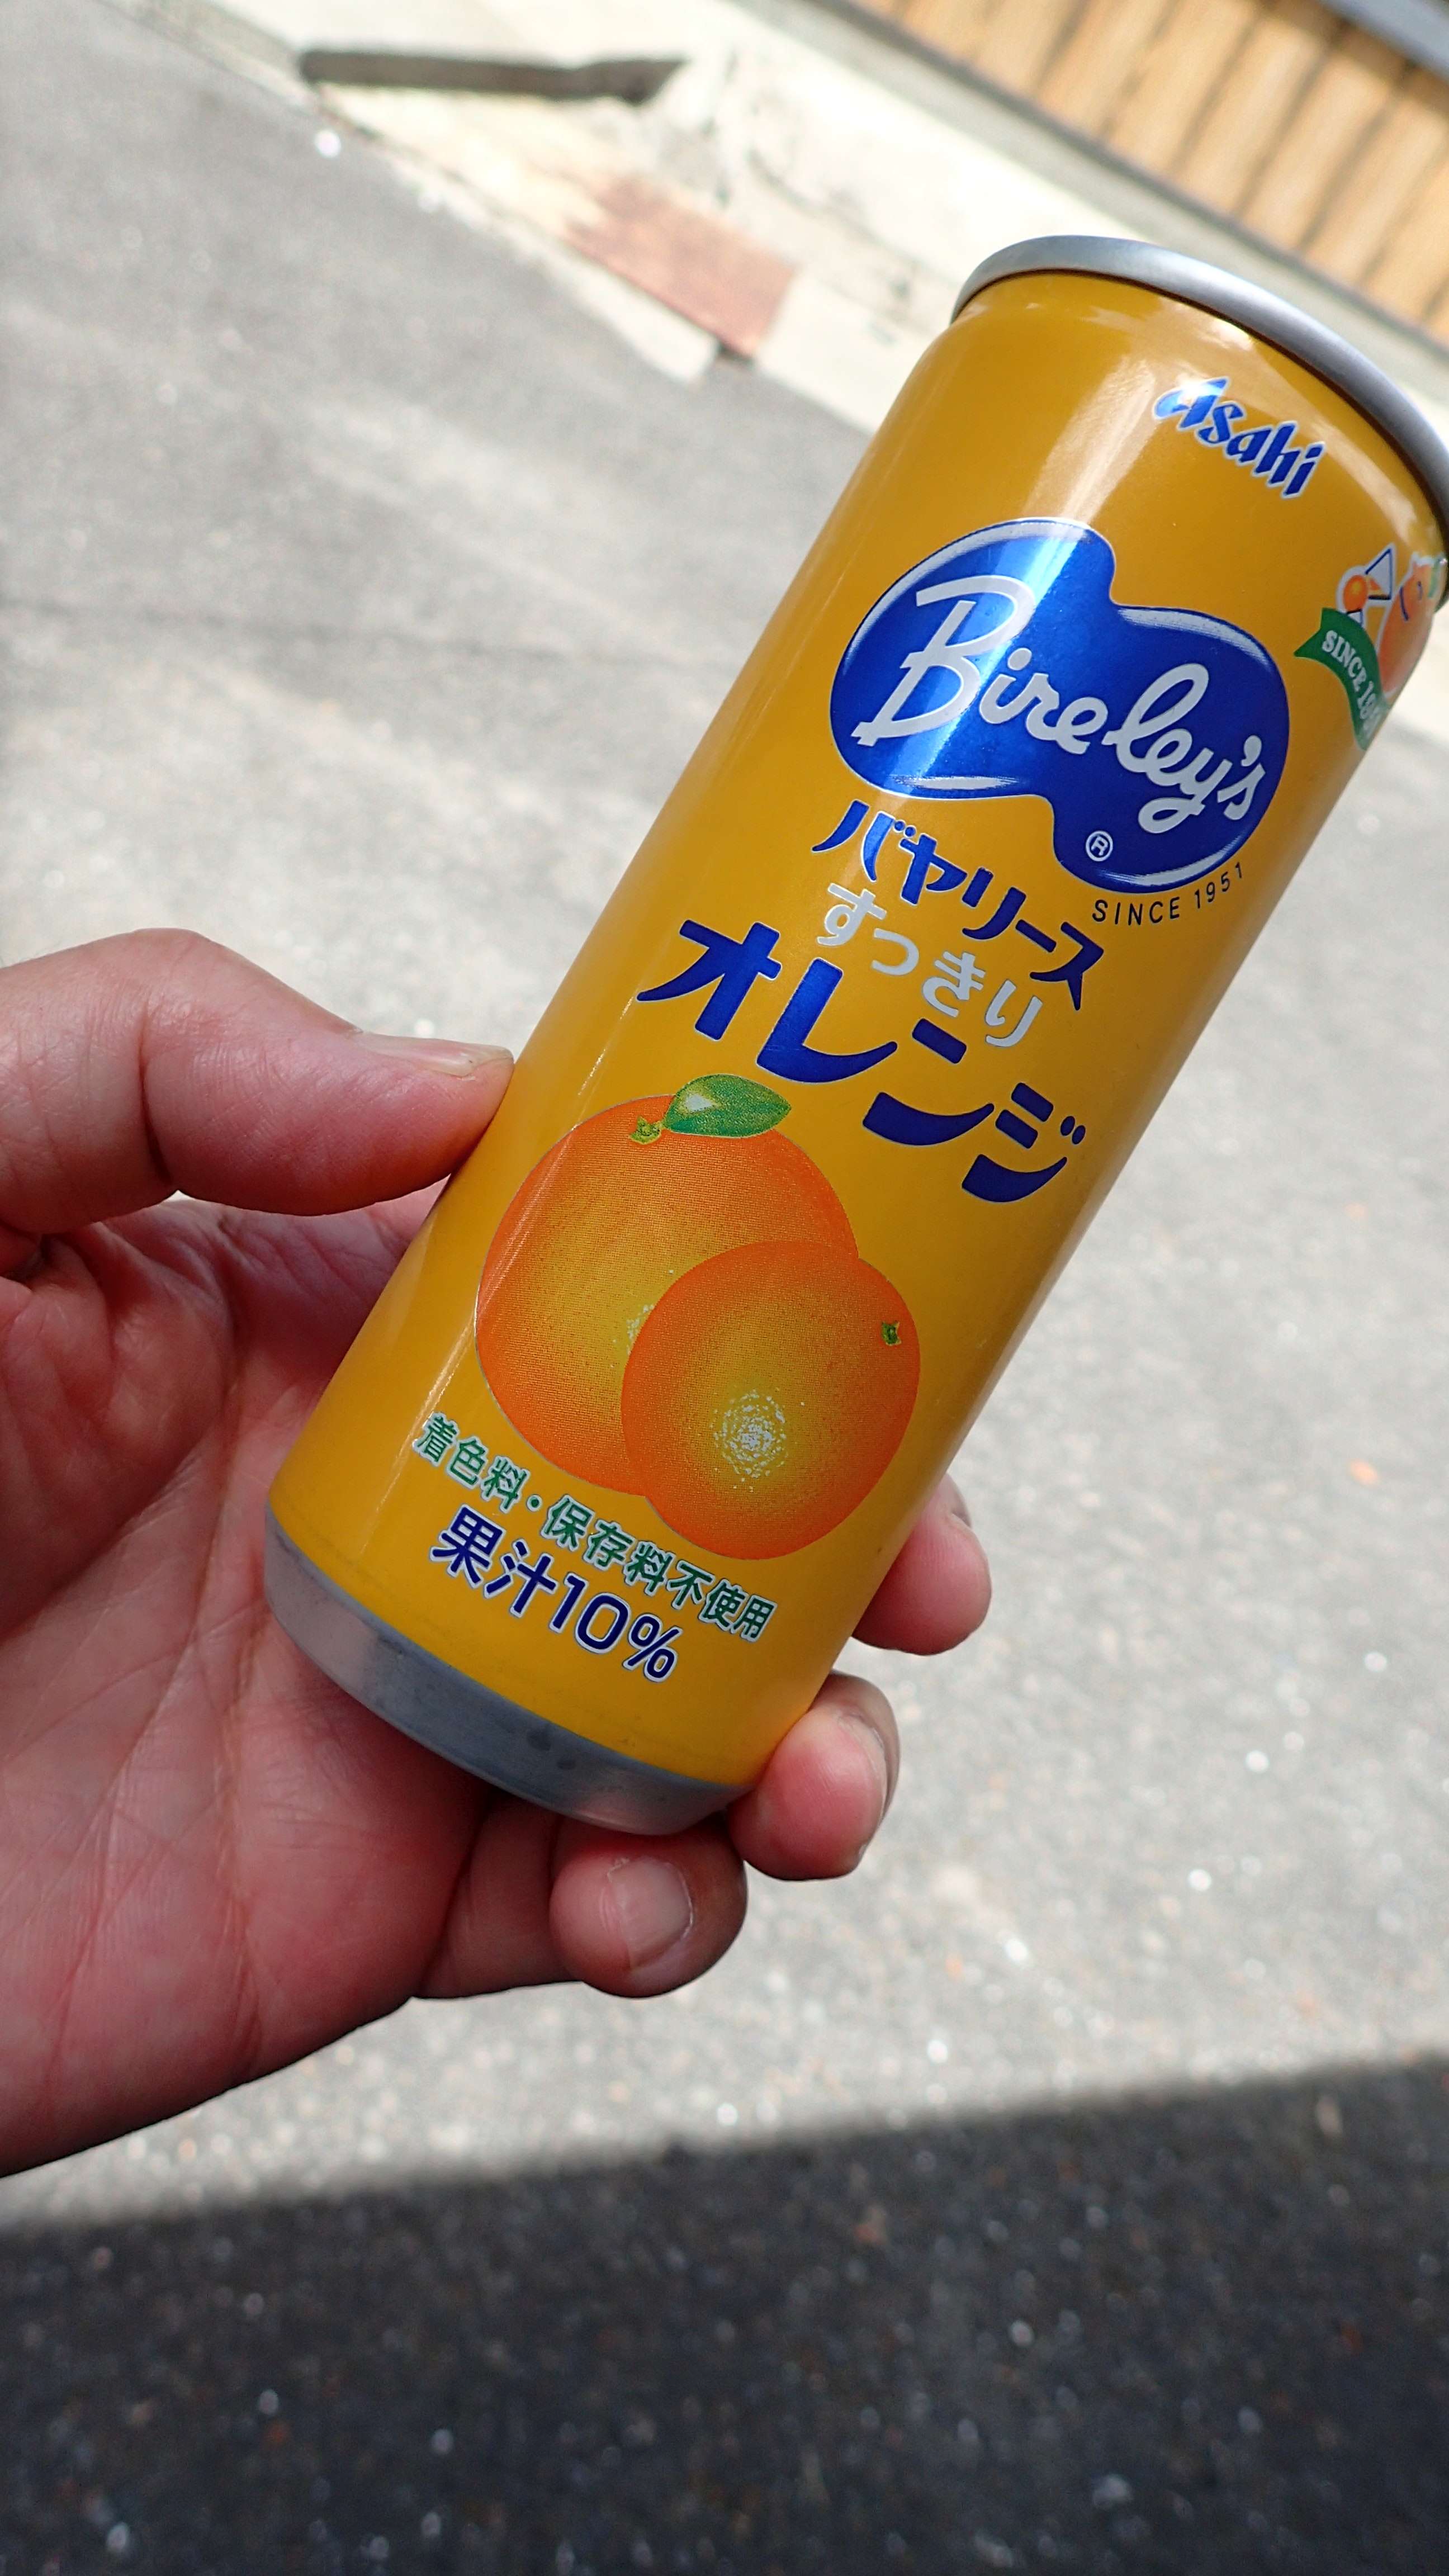 Asahi
Bireley's
®
SINCE 1951
SINCE
バヤリース
すっきり
オレンジ
着色料・保存料不使用
果汁10%